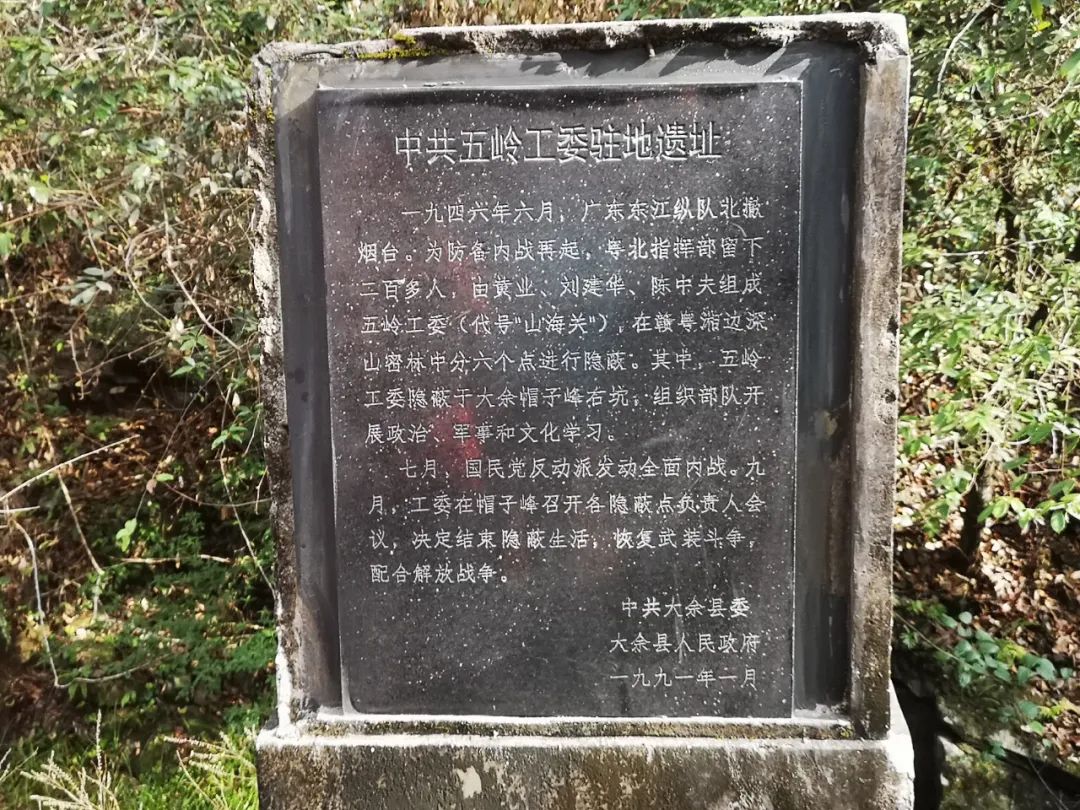 中共五岭工委驻地遗址
一九四六年六月，广东东江纵队北撤
烟台。为防备内战再起，粤北指挥部留下
二百多人，由黄业、刘建华、陈中夫组成
五岭工委（代号“山海关”），在赣粤湘边深
山密林中分六个点进行隐蔽。其中，五岭
工委隐蔽于大余帽子峰右坑，组织部队开
展政治、军事和文化学习。
七月，国民党反动派发动全面内战。九
月，工委在帽子峰召开各隐蔽点负责人会
议，决定结束隐蔽生活，恢复武装斗争，
配合解放战争。
中共大余县委
大余县人民政府
一九九一年一月